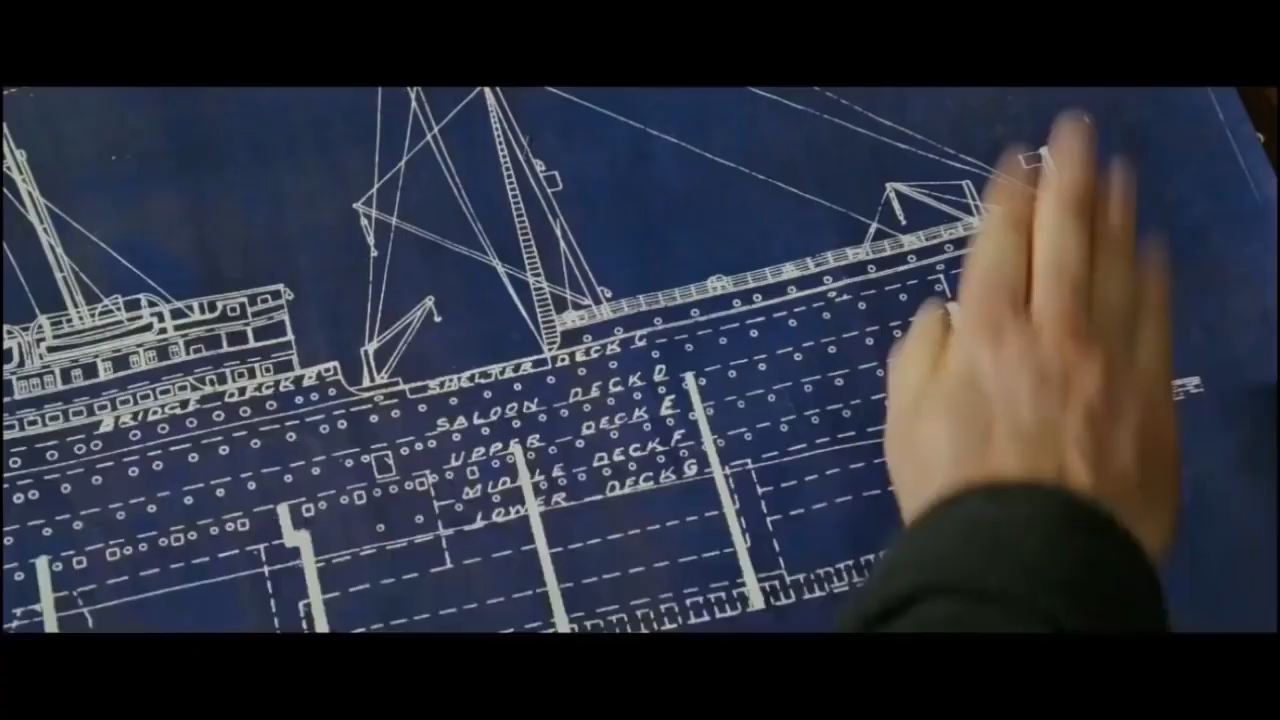 BRIDGE DECK B
SHELTER DECK C
SALOON DECK D
UPPER DECK E
MIDDLE DECK F
LOWER DECK G